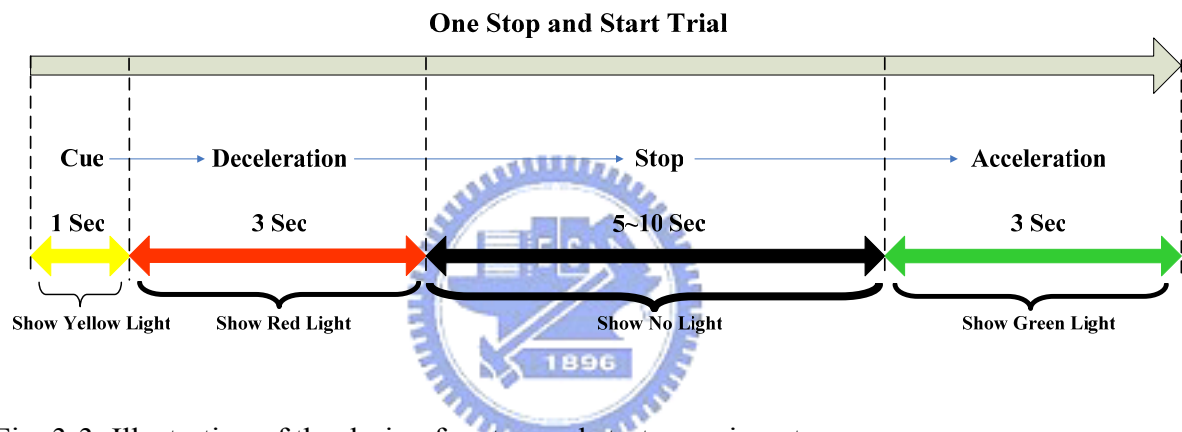 One Stop and Start Trial
Cue Deceleration Stop Acceleration
1 Sec 3 Sec 5~10 Sec 3 Sec
Show Yellow Light Show Red Light Show No Light Show Green Light
1896